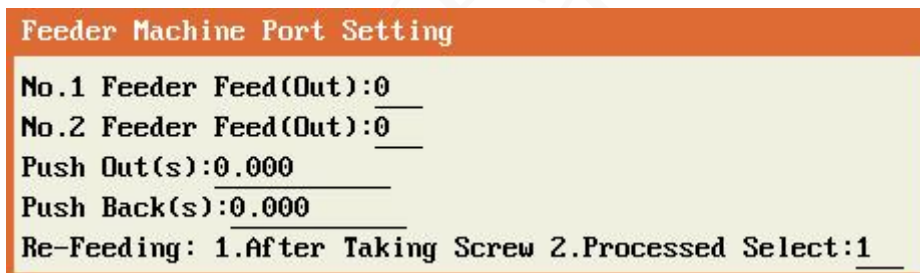 Feeder Machine Port Setting
No.1 Feeder Feed(Out):0
No.2 Feeder Feed(Out):0
Push Out(s):0.000
Push Back(s):0.000
Re-Feeding: 1.After Taking Screw 2.Processed Select:1